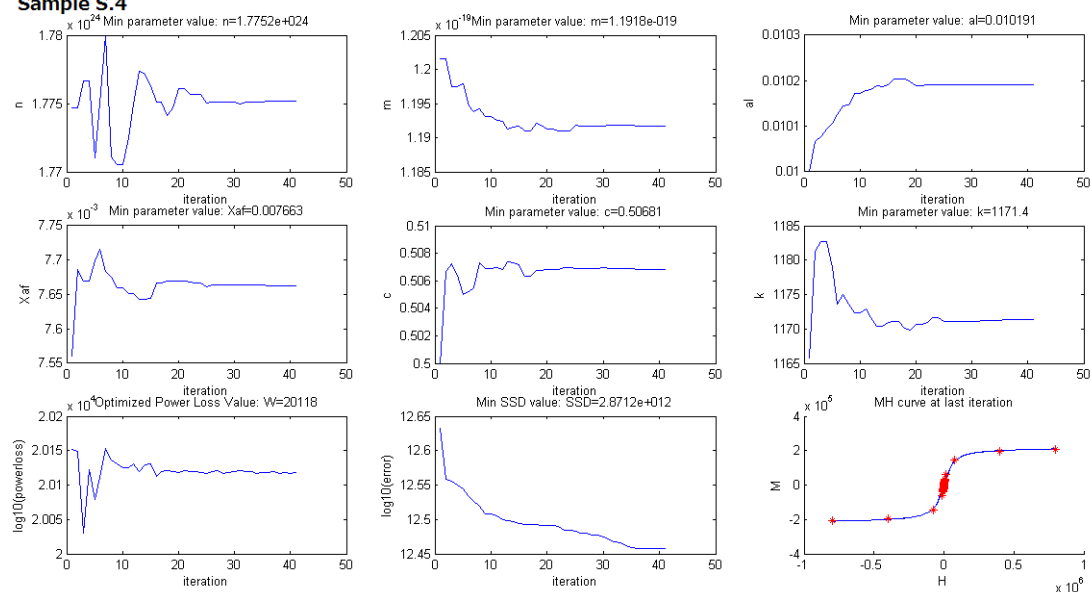 Sample S.4
x 10^24 Min parameter value: n=1.7752e+024
1.78
1.775
1.77
n
0 10 20 30 40 50
iteration
x 10^-19 Min parameter value: m=1.1918e-019
1.205
1.2
1.195
1.19
1.185
m
0 10 20 30 40 50
iteration
Min parameter value: al=0.010191
0.0103
0.0102
0.0101
0.01
al
0 10 20 30 40 50
iteration
x 10^-3 Min parameter value: Xaf=0.007663
7.75
7.7
7.65
7.6
7.55
Xaf
0 10 20 30 40 50
iteration
Min parameter value: c=0.50681
0.51
0.508
0.506
0.504
0.502
0.5
c
0 10 20 30 40 50
iteration
Min parameter value: k=1171.4
1185
1180
1175
1170
1165
k
0 10 20 30 40 50
iteration
x 10^4 Optimized Power Loss Value: W=20118
2.02
2.015
2.01
2.005
2
log10(powerloss)
0 10 20 30 40 50
iteration
Min SSD value: SSD=2.8712e+012
12.65
12.6
12.55
12.5
12.45
12.4
log10(error)
0 10 20 30 40 50
iteration
x 10^5 MH curve at last iteration
4
2
0
-2
-4
M
-1 -0.5 0 0.5 1
H
x 10^6